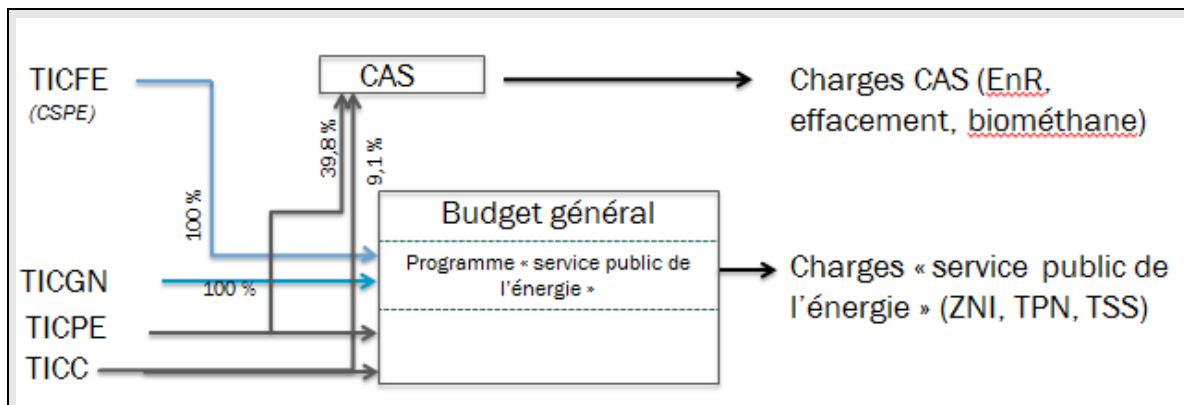 TICFE
(CSPE)
CAS
Charges CAS (EnR,
effacement, biométhane)
39,8 %
9,1 %
100 %
Budget général
Programme « service public de
l'énergie »
TICGN
100 %
Charges « service public de
l'énergie » (ZNI, TPN, TSS)
TICPE
TICC